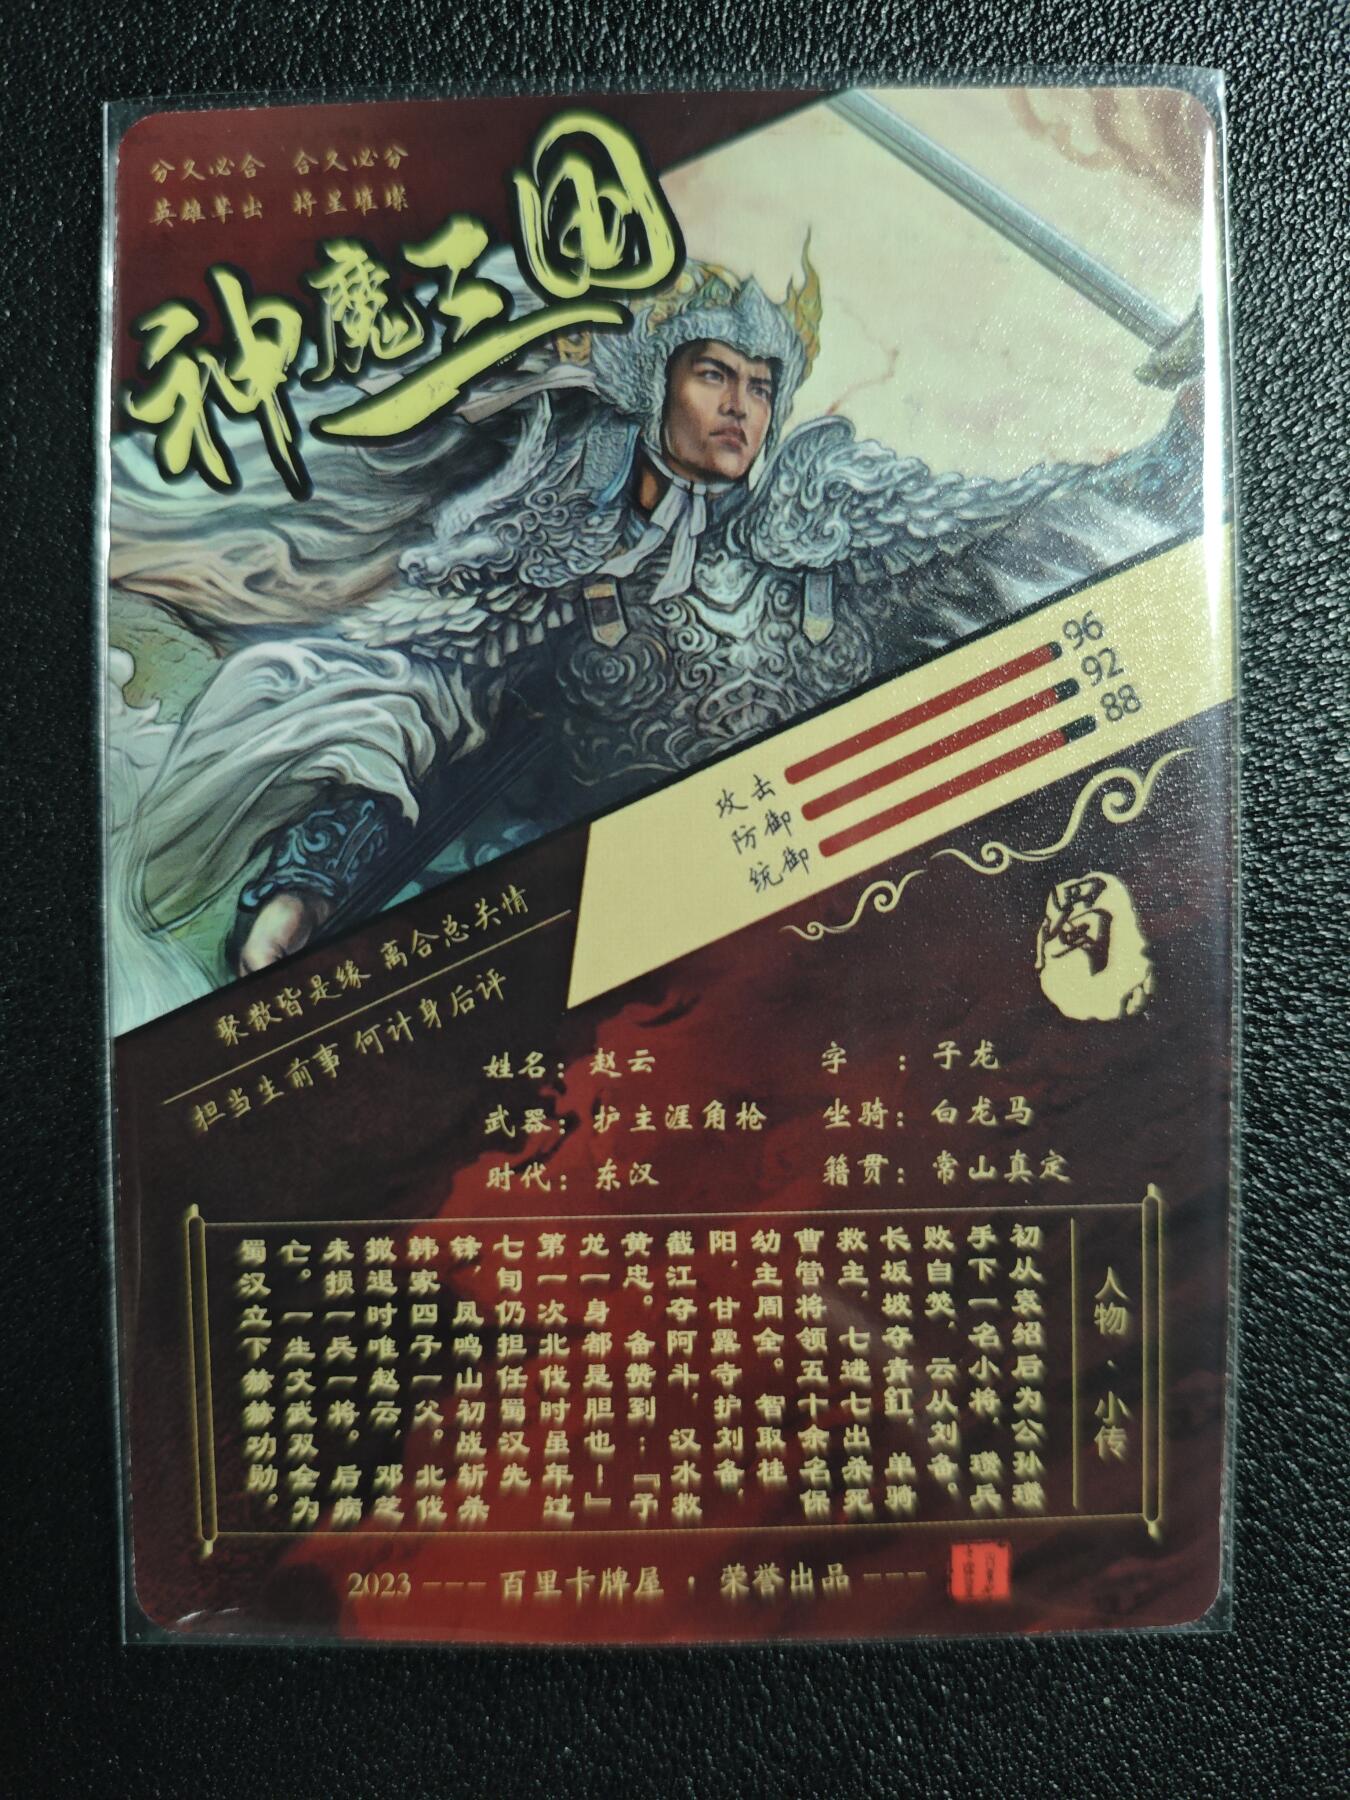 分久必合 合久必分
英雄辈出 将星璀璨
神魔三国
攻击 96
防御 92
统御 88
蜀
聚散皆是缘 离合总关情
担当生前事 何计身后评
姓名：赵云 字：子龙
武器：护主涯角枪 坐骑：白龙马
时代：东汉 籍贯：常山真定
人物·小传
初从袁绍后为公孙瓒
手下一名小将，瓒兵
败自焚，云从刘备。
长坂坡夺青釭，单骑
救主，七进七出杀死
曹营将领五十余名保
幼主周全。智取桂
阳，甘露寺护刘备，
截江夺阿斗，汉水救
黄忠。备赞到：『子
龙一身都是胆也！』
第一次北伐时虽年过
七旬仍担任蜀汉先
锋，凤鸣山初战斩杀
韩家四子一父。北伐
撤退时唯赵云，邓芝
未损一兵一将。后病
亡。一生文武双全为
蜀汉立下赫赫功勋。
2023 --- 百里卡牌屋·荣誉出品 ---